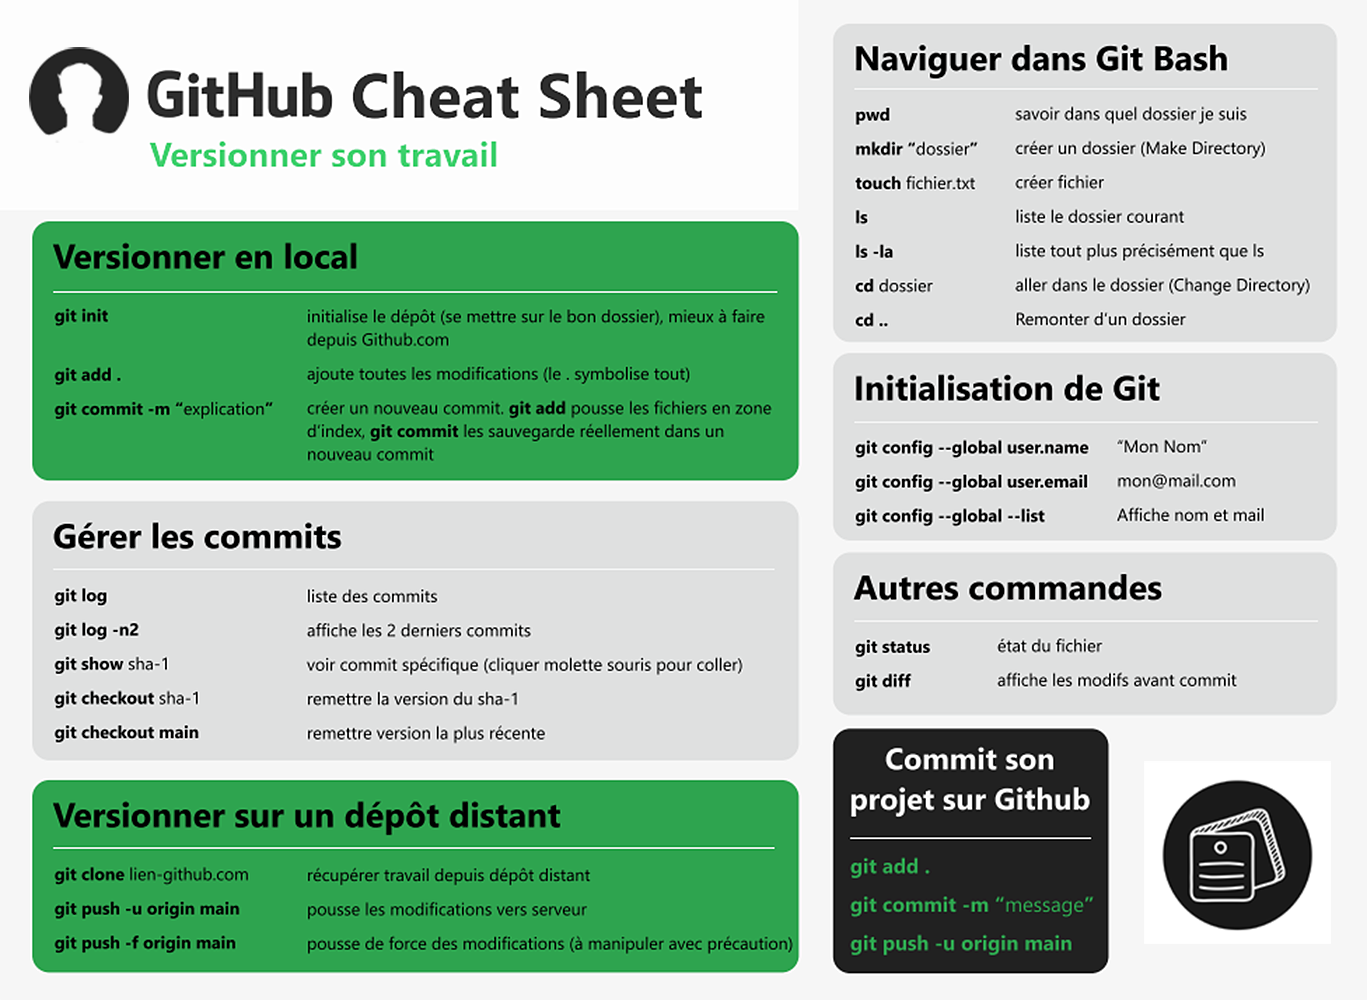 GitHub Cheat Sheet
Versionner son travail
Versionner en local
git init initialise le dépôt (se mettre sur le bon dossier), mieux à faire
depuis Github.com
git add . ajoute toutes les modifications (le . symbolise tout)
git commit -m “explication” créer un nouveau commit. git add pousse les fichiers en zone
d'index, git commit les sauvegarde réellement dans un
nouveau commit
Gérer les commits
git log liste des commits
git log -n2 affiche les 2 derniers commits
git show sha-1 voir commit spécifique (cliquer molette souris pour coller)
git checkout sha-1 remettre la version du sha-1
git checkout main remettre version la plus récente
Versionner sur un dépôt distant
git clone lien-github.com récupérer travail depuis dépôt distant
git push -u origin main pousse les modifications vers serveur
git push -f origin main pousse de force des modifications (à manipuler avec précaution)
Naviguer dans Git Bash
pwd savoir dans quel dossier je suis
mkdir “dossier” créer un dossier (Make Directory)
touch fichier.txt créer fichier
ls liste le dossier courant
ls -la liste tout plus précisément que ls
cd dossier aller dans le dossier (Change Directory)
cd .. Remonter d'un dossier
Initialisation de Git
git config --global user.name “Mon Nom”
git config --global user.email mon@mail.com
git config --global --list Affiche nom et mail
Autres commandes
git status état du fichier
git diff affiche les modifs avant commit
Commit son
projet sur Github
git add .
git commit -m “message”
git push -u origin main